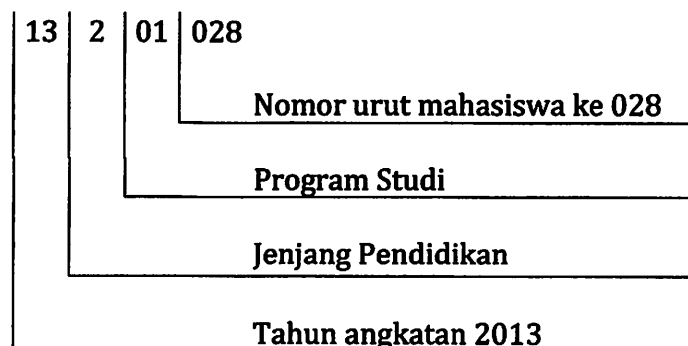 13 2 01 028
Nomor urut mahasiswa ke 028
Program Studi
Jenjang Pendidikan
Tahun angkatan 2013